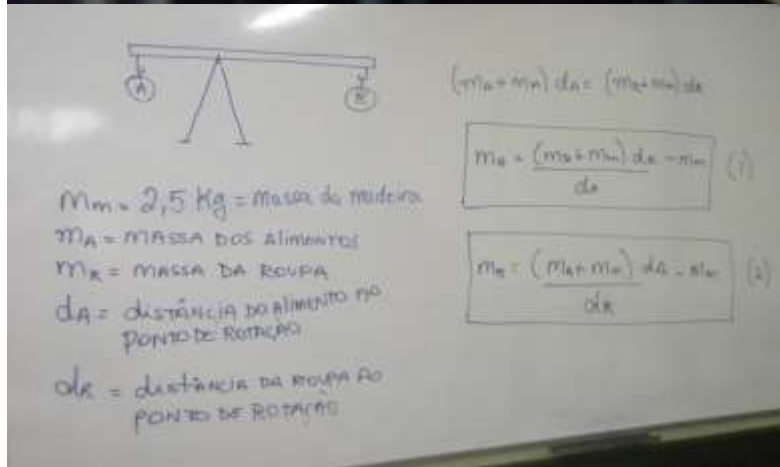 A
R
Mm = 2,5 Kg = massa da madeira
MA = MASSA DOS ALIMENTOS
MR = MASSA DA ROUPA
dA = distÂNCIA DO ALIMENTO AO
PONTO DE ROTAÇÃO
dR = distÂNCIA DA ROUPA AO
PONTO DE ROTAÇÃO
(mA + mm) dA = (mR + mm) dR
mA = (mR + mm) dR - mm (1)
dA
mR = (mA + mm) dA - mm (2)
dR